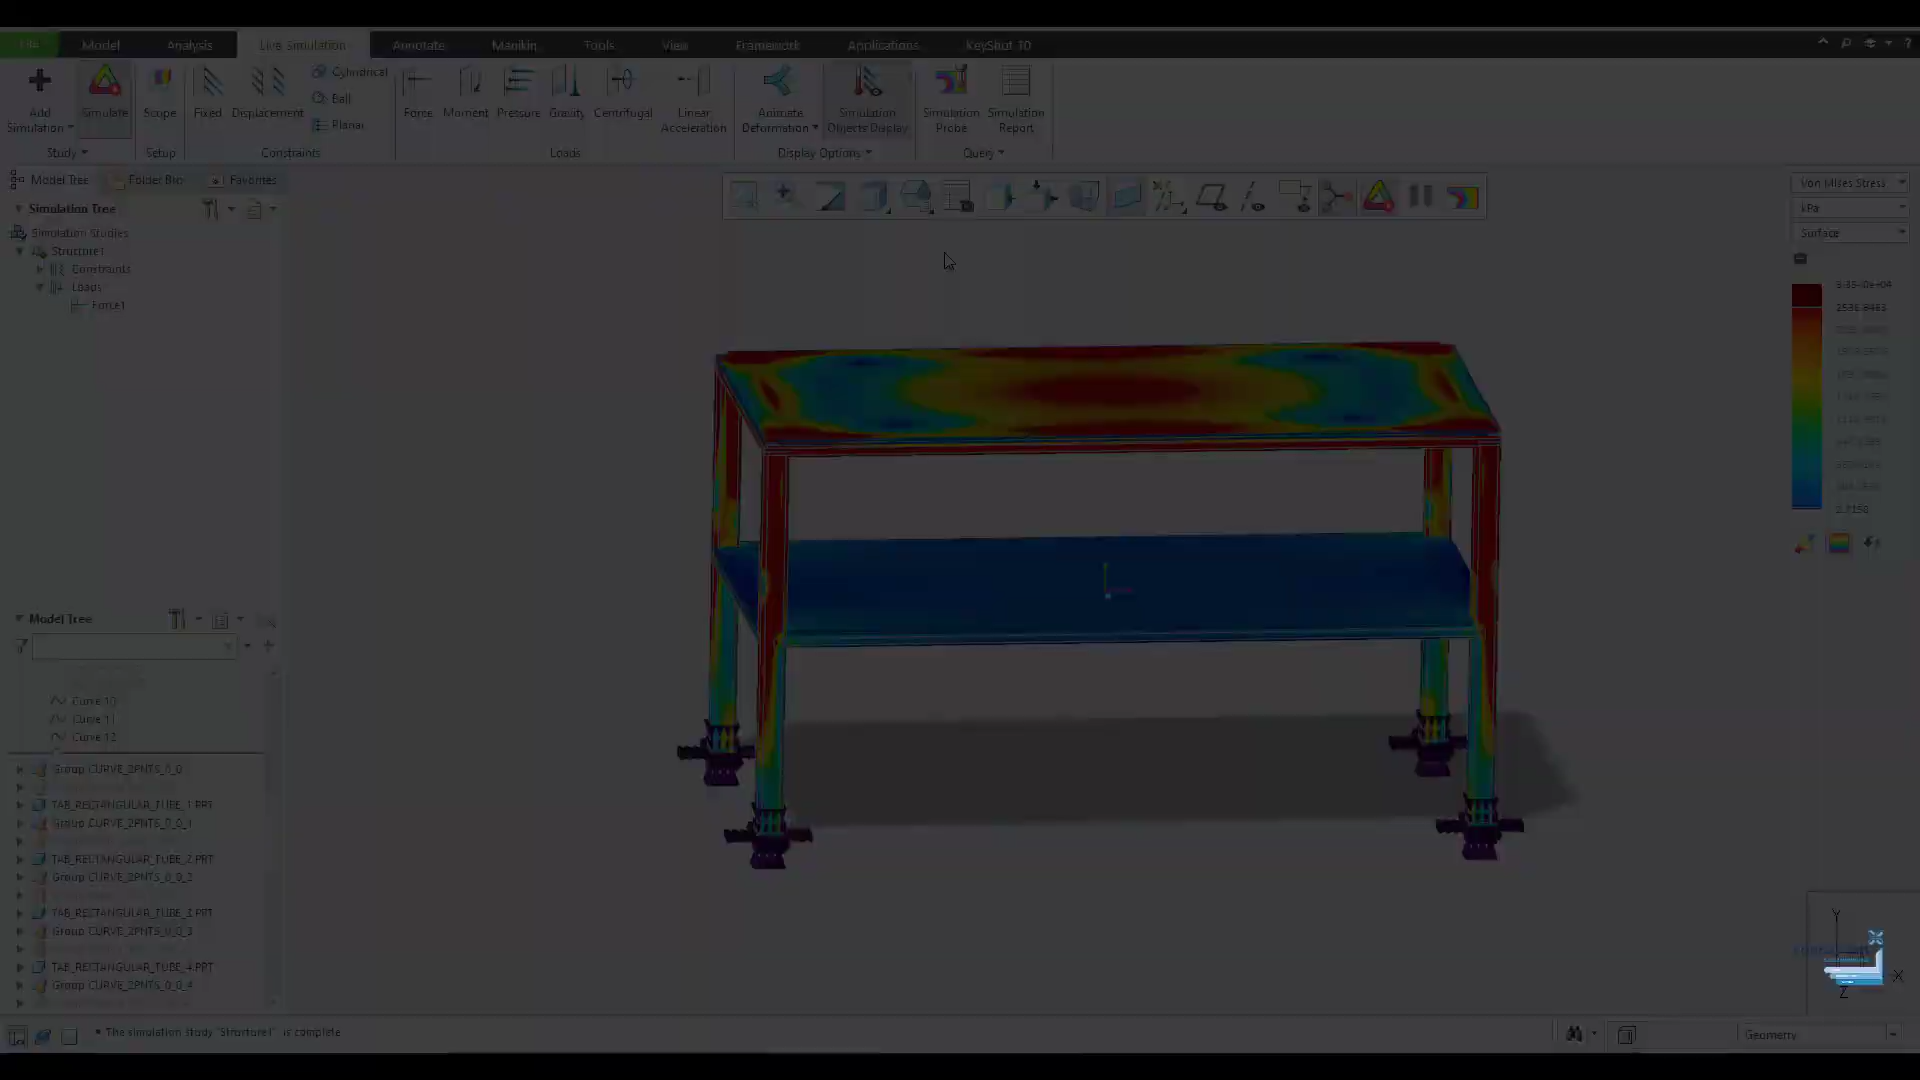 File Model Analysis Live Simulation Annotate Manikin Tools View Framework Applications KeyShot 10
Add Simulation
Simulate
Scope
Fixed
Displacement
Cylindrical
Ball
Planar
Force
Moment
Pressure
Gravity
Centrifugal
Linear Acceleration
Animate Deformation
Simulation Objects Display
Simulation Probe
Simulation Report
Study
Setup
Constraints
Loads
Display Options
Query
Model Tree
Favorites
Simulation Tree
Simulation Studies
Structure1
Constraints
Loads
Force1
Von Mises Stress
kPa
Surface
Model Tree
Curve 10
Curve 11
Curve 12
Group CURVE_2PNTS_0_0
TAB_RECTANGULAR_TUBE_1.PRT
Group CURVE_2PNTS_0_0_1
TAB_RECTANGULAR_TUBE_2.PRT
Group CURVE_2PNTS_0_0_2
TAB_RECTANGULAR_TUBE_3.PRT
Group CURVE_2PNTS_0_0_3
TAB_RECTANGULAR_TUBE_4.PRT
Group CURVE_2PNTS_0_0_4
Y
X
Z
• The simulation study "Structure1" is complete
Geometry